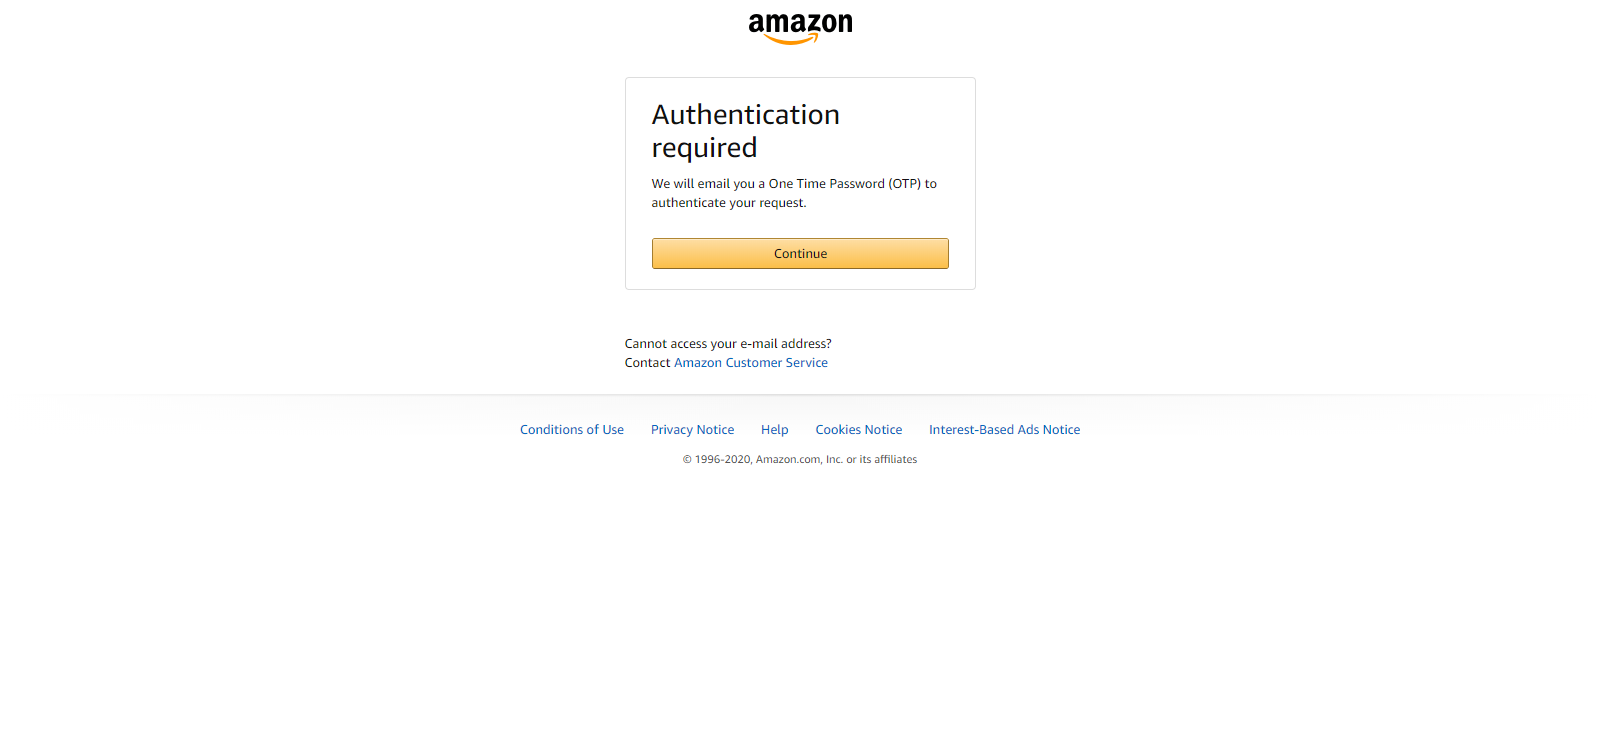 amazon
Authentication
required
We will email you a One Time Password (OTP) to
authenticate your request.
Continue
Cannot access your e-mail address?
Contact Amazon Customer Service
Conditions of Use Privacy Notice Help Cookies Notice Interest-Based Ads Notice
© 1996-2020, Amazon.com, Inc. or its affiliates